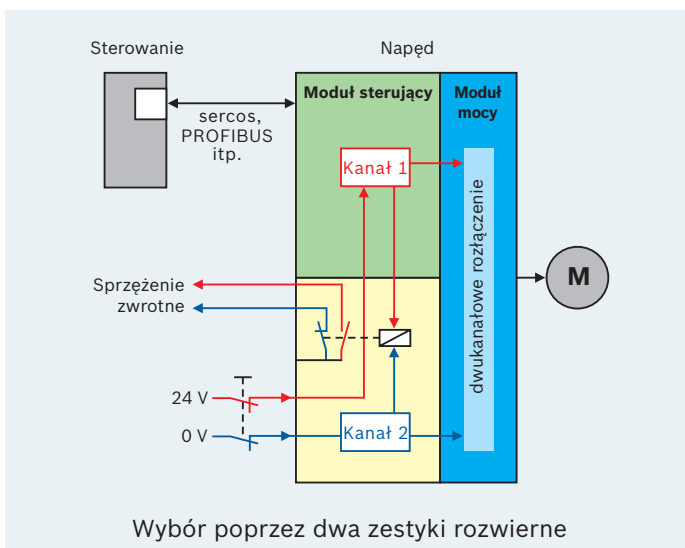 Sterowanie
Napęd
Moduł sterujący
Moduł
mocy
sercos,
PROFIBUS
itp.
Kanał 1
dwukanałowe rozłączenie
M
Sprzężenie
zwrotne
24 V
0 V
Kanał 2
Wybór poprzez dwa zestyki rozwierne